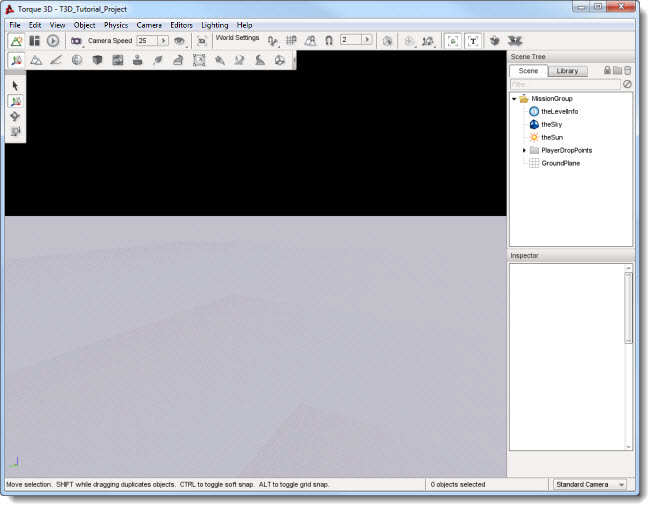 Torque 3D - T3D_Tutorial_Project
File Edit View Object Physics Camera Editors Lighting Help
Camera Speed 25 World Settings 2
Scene Tree
Scene Library
Filter...
MissionGroup
theLevelInfo
theSky
theSun
PlayerDropPoints
GroundPlane
Inspector
Move selection. SHIFT while dragging duplicates objects. CTRL to toggle soft snap. ALT to toggle grid snap.
0 objects selected
Standard Camera